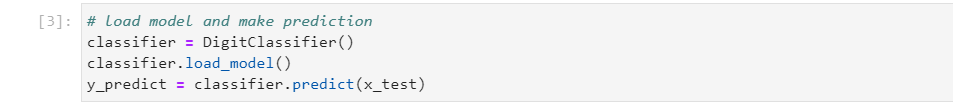 [3]: # load model and make prediction
classifier = DigitClassifier()
classifier.load_model()
y_predict = classifier.predict(x_test)